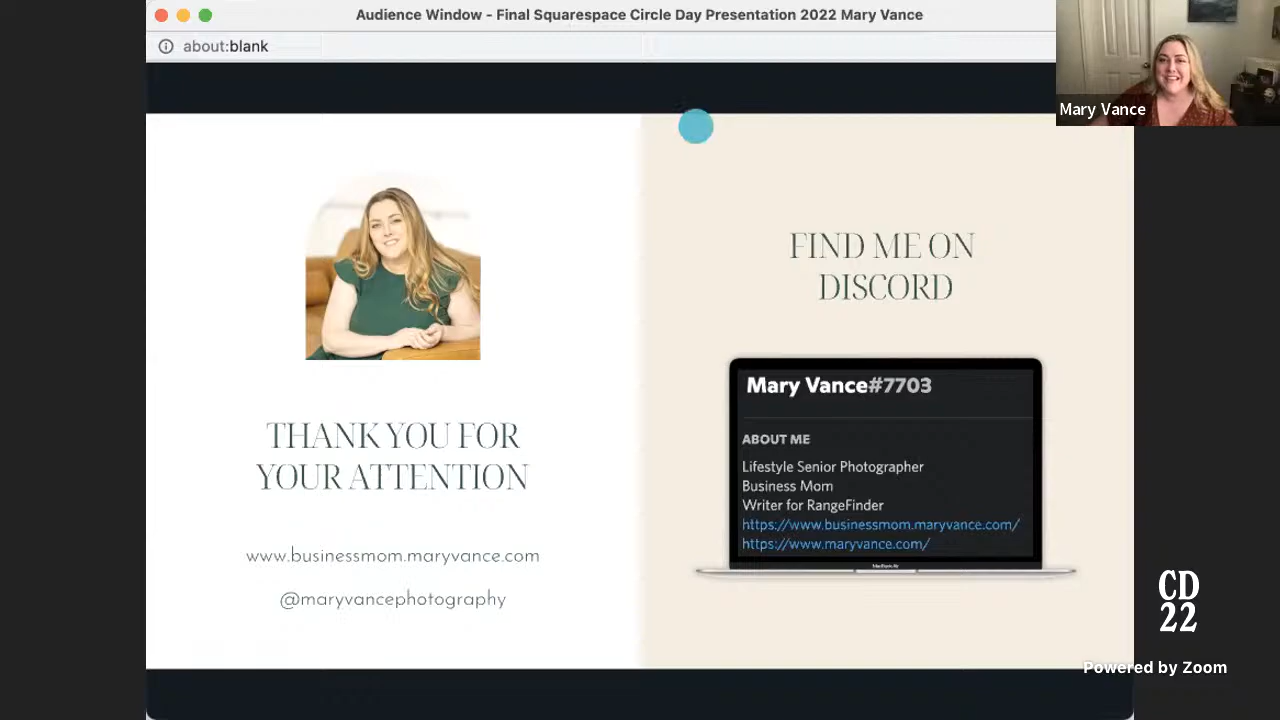 Audience Window - Final Squarespace Circle Day Presentation 2022 Mary Vance
about:blank
Mary Vance
THANK YOU FOR
YOUR ATTENTION
www.businessmom.maryvance.com
@maryvancephotography
FIND ME ON
DISCORD
Mary Vance#7703
ABOUT ME
Lifestyle Senior Photographer
Business Mom
Writer for RangeFinder
https://www.businessmom.maryvance.com/
https://www.maryvance.com/
MacBook Air
CD
22
Powered by Zoom